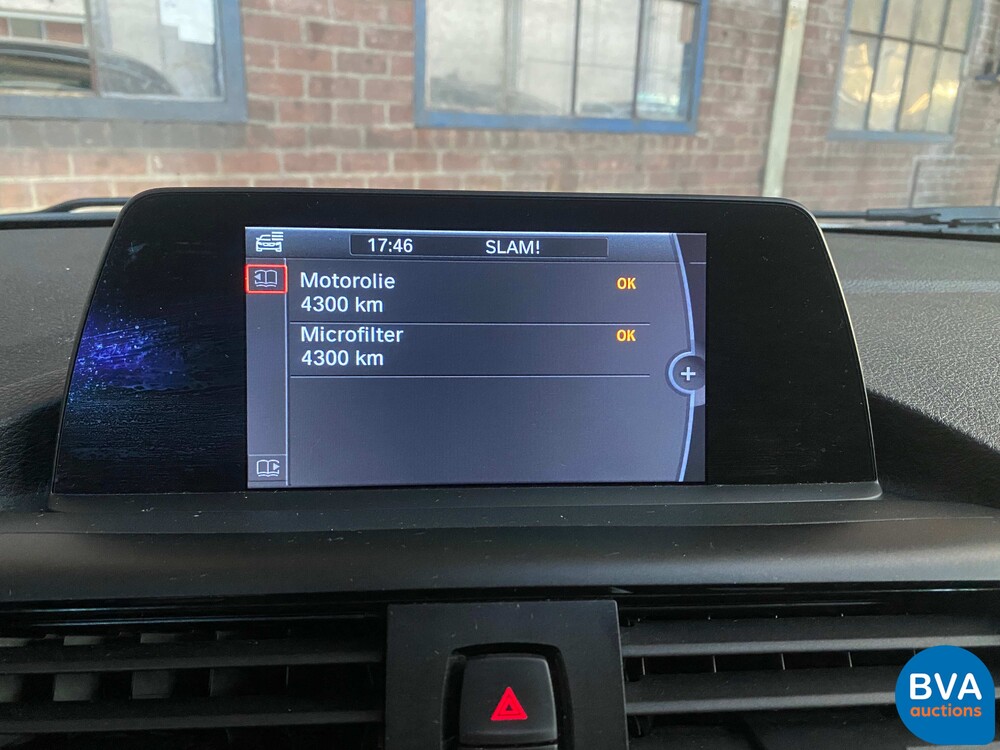 17:46 SLAM!
Motorolie OK
4300 km
Microfilter OK
4300 km
+
BVA
auctions